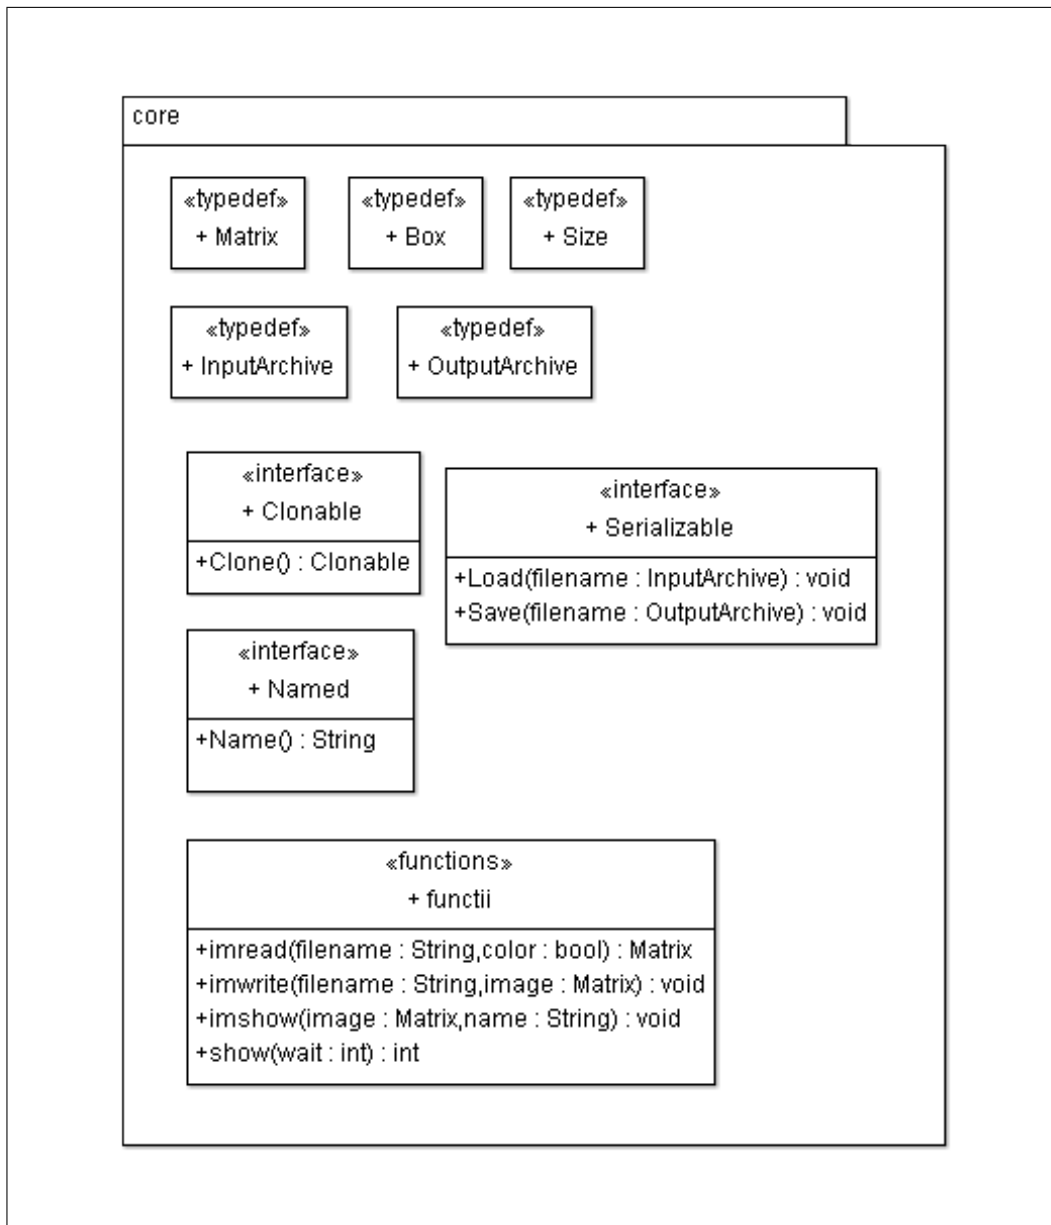 core
«typedef»
+ Matrix
«typedef»
+ Box
«typedef»
+ Size
«typedef»
+ InputArchive
«typedef»
+ OutputArchive
«interface»
+ Clonable
+Clone() : Clonable
«interface»
+ Serializable
+Load(filename : InputArchive) : void
+Save(filename : OutputArchive) : void
«interface»
+ Named
+Name() : String
«functions»
+ functii
+imread(filename : String,color : bool) : Matrix
+imwrite(filename : String,image : Matrix) : void
+imshow(image : Matrix,name : String) : void
+show(wait : int) : int